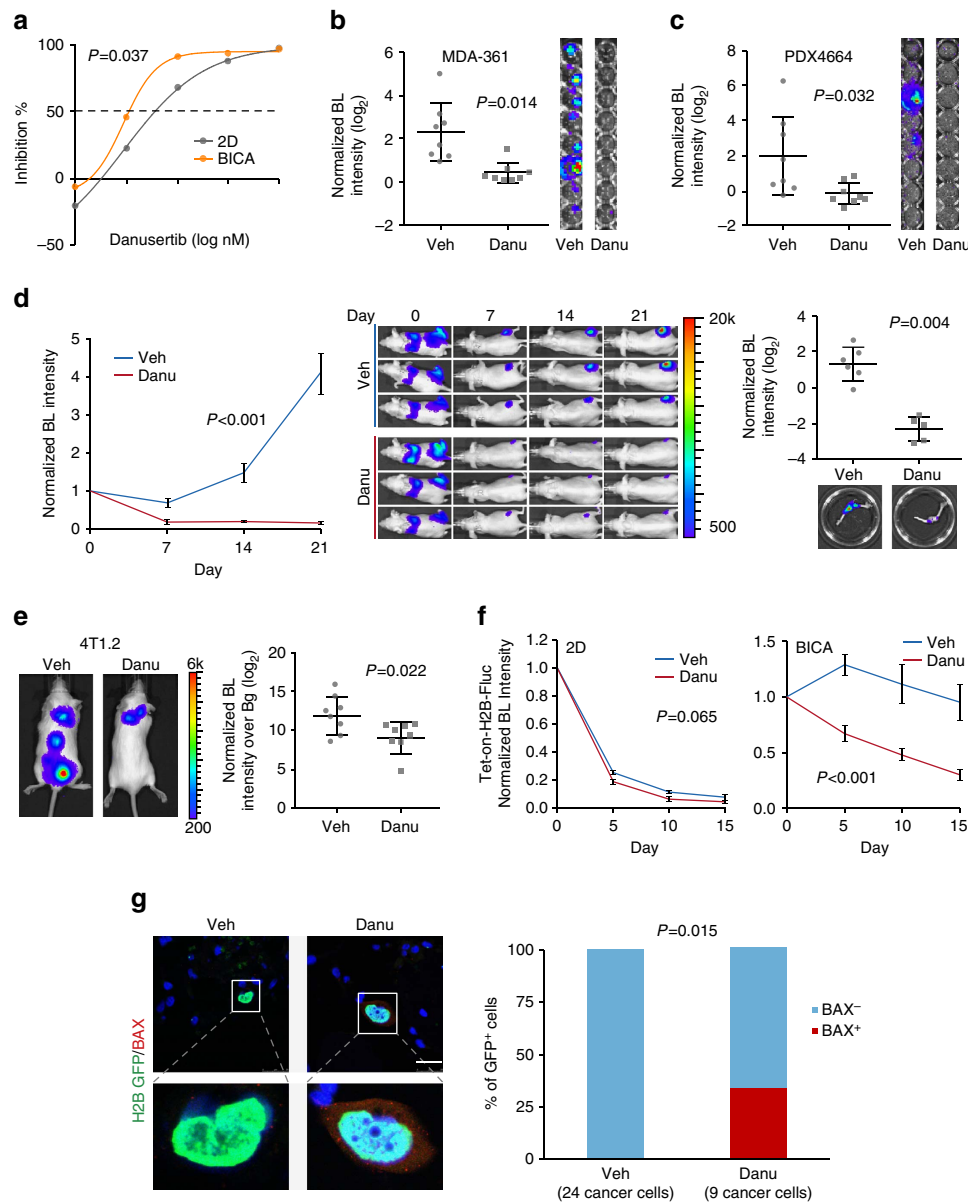 a
100
50
0
–50
Inhibition %
P=0.037
2D
BICA
Danusertib (log nM)
b
6
4
2
0
–2
Normalized BL
intensity (log2)
MDA-361
P=0.014
Veh
Danu
Veh Danu
c
8
6
4
2
0
–2
Normalized BL
intensity (log2)
PDX4664
P=0.032
Veh
Danu
Veh Danu
d
5
4
3
2
1
0
Normalized BL intensity
Veh
Danu
P<0.001
0
7
14
21
Day
Day
0
7
14
21
Veh
Danu
20k
500
4
2
0
–2
–4
Normalized BL
intensity (log2)
P=0.004
Veh
Danu
e
4T1.2
Veh
Danu
6k
200
20
15
10
5
0
Normalized BL
intensity over Bg (log2)
P=0.022
Veh
Danu
f
Tet-on-H2B-Fluc
Normalized BL Intensity
1.2
1.0
0.8
0.6
0.4
0.2
0.0
2D
Veh
Danu
P=0.065
0
5
10
15
Day
1.5
1.0
0.5
0.0
BICA
Veh
Danu
P<0.001
0
5
10
15
Day
g
Veh
Danu
H2B GFP/BAX
100
75
50
25
0
% of GFP+ cells
P=0.015
BAX–
BAX+
Veh
(24 cancer cells)
Danu
(9 cancer cells)